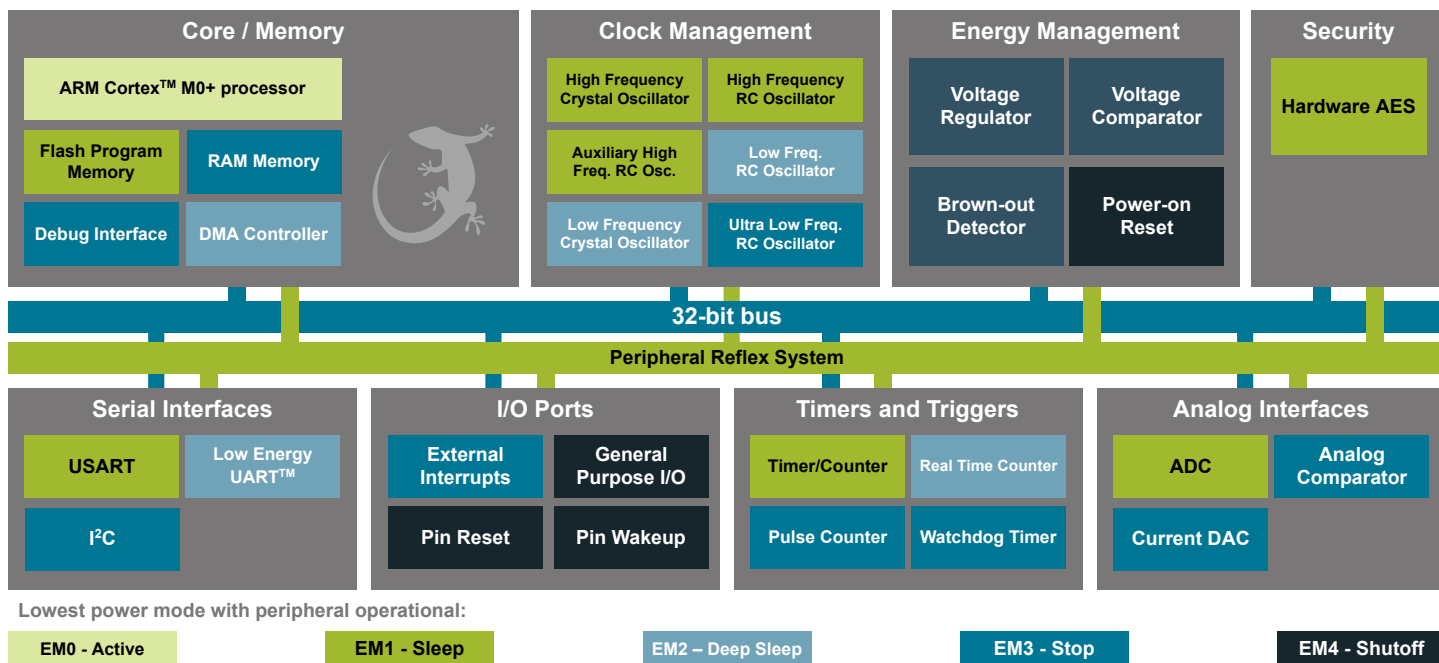 Core / Memory
ARM Cortex™ M0+ processor
Flash Program
Memory
RAM Memory
Debug Interface
DMA Controller
Clock Management
High Frequency
Crystal Oscillator
High Frequency
RC Oscillator
Auxiliary High
Freq. RC Osc.
Low Freq.
RC Oscillator
Low Frequency
Crystal Oscillator
Ultra Low Freq.
RC Oscillator
Energy Management
Voltage
Regulator
Voltage
Comparator
Brown-out
Detector
Power-on
Reset
Security
Hardware AES
32-bit bus
Peripheral Reflex System
Serial Interfaces
USART
Low Energy
UART™
I²C
I/O Ports
External
Interrupts
General
Purpose I/O
Pin Reset
Pin Wakeup
Timers and Triggers
Timer/Counter
Real Time Counter
Pulse Counter
Watchdog Timer
Analog Interfaces
ADC
Analog
Comparator
Current DAC
Lowest power mode with peripheral operational:
EM0 - Active
EM1 - Sleep
EM2 – Deep Sleep
EM3 - Stop
EM4 - Shutoff